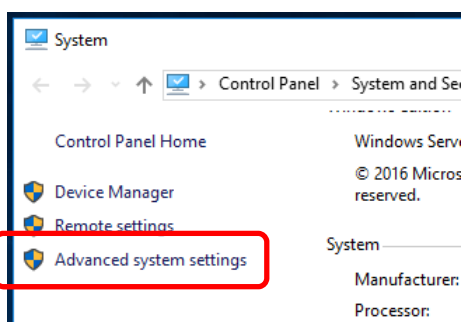 System
Control Panel > System and Se
Control Panel Home
Windows Serve
© 2016 Micros
reserved.
Device Manager
Remote settings
System
Advanced system settings
Manufacturer:
Processor: